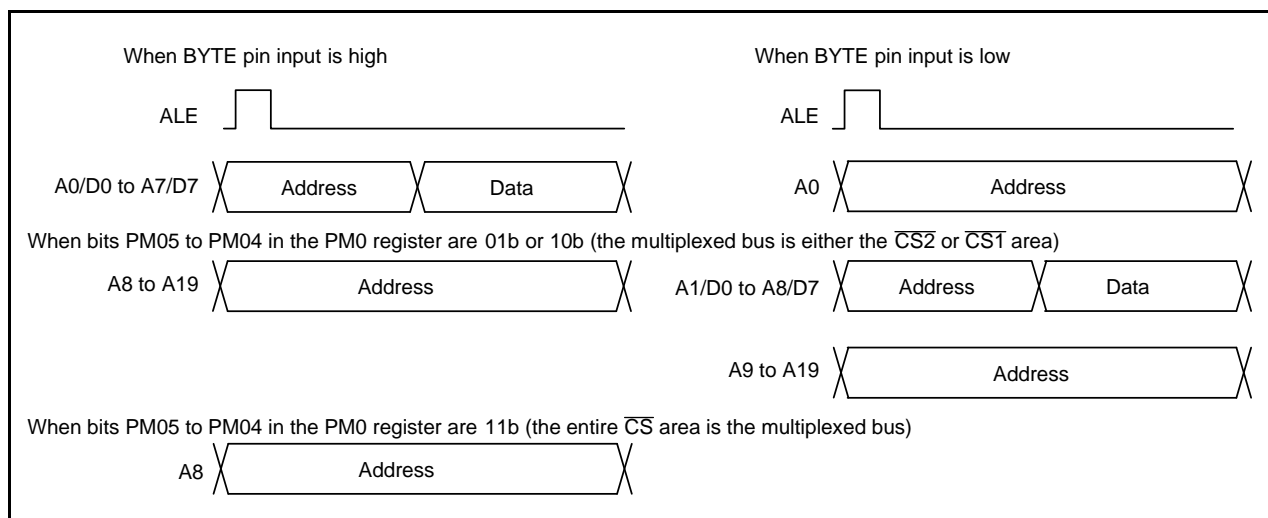 When BYTE pin input is high
When BYTE pin input is low
ALE
ALE
A0/D0 to A7/D7
Address
Data
A0
Address
When bits PM05 to PM04 in the PM0 register are 01b or 10b (the multiplexed bus is either the C̅S̅2̅ or C̅S̅1̅ area)
A8 to A19
Address
A1/D0 to A8/D7
Address
Data
A9 to A19
Address
When bits PM05 to PM04 in the PM0 register are 11b (the entire C̅S̅ area is the multiplexed bus)
A8
Address